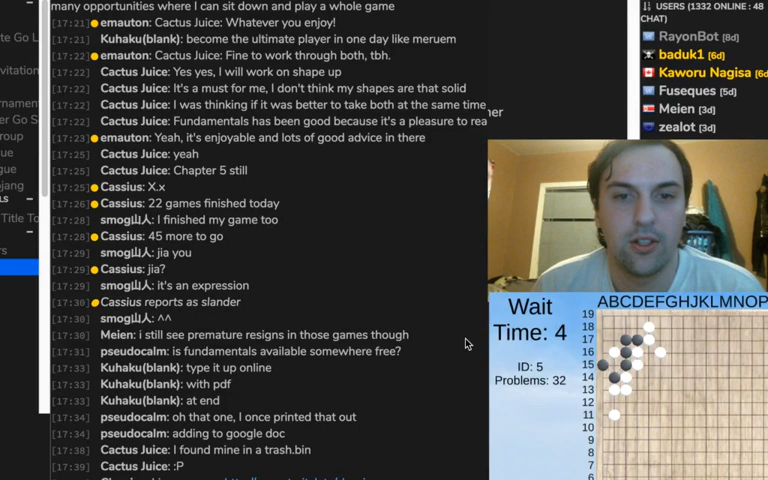 many opportunities where I can sit down and play a whole game
[17:21] emauton: Cactus Juice: Whatever you enjoy!
[17:21] Kuhaku(blank): become the ultimate player in one day like meruem
[17:22] emauton: Cactus Juice: Fine to work through both, tbh.
[17:22] Cactus Juice: Yes yes, I will work on shape up
[17:22] Cactus Juice: It's a must for me, I don't think my shapes are that solid
[17:22] Cactus Juice: I was thinking if it was better to take both at the same time
[17:22] Cactus Juice: Fundamentals has been good because it's a pleasure to rea
[17:23] emauton: Yeah, it's enjoyable and lots of good advice in there
[17:25] Cactus Juice: yeah
[17:25] Cactus Juice: Chapter 5 still
[17:25] Cassius: X.x
[17:26] Cassius: 22 games finished today
[17:28] smog山人: I finished my game too
[17:28] Cassius: 45 more to go
[17:29] smog山人: jia you
[17:29] Cassius: jia?
[17:29] smog山人: it's an expression
[17:30] Cassius reports as slander
[17:30] smog山人: ^^
[17:30] Meien: i still see premature resigns in those games though
[17:31] pseudocalm: is fundamentals available somewhere free?
[17:33] Kuhaku(blank): type it up online
[17:33] Kuhaku(blank): with pdf
[17:33] Kuhaku(blank): at end
[17:34] pseudocalm: oh that one, I once printed that out
[17:34] pseudocalm: adding to google doc
[17:38] Cactus Juice: I found mine in a trash.bin
[17:39] Cactus Juice: :P
USERS (1332 ONLINE : 48
CHAT)
RayonBot [8d]
baduk1 [6d]
Kaworu Nagisa [6d]
Fuseques [5d]
Meien [3d]
zealot [3d]
Wait
Time: 4
ID: 5
Problems: 32
ABCDEFGHJKLMNOP
19
18
17
16
15
14
13
12
11
10
9
8
7
6